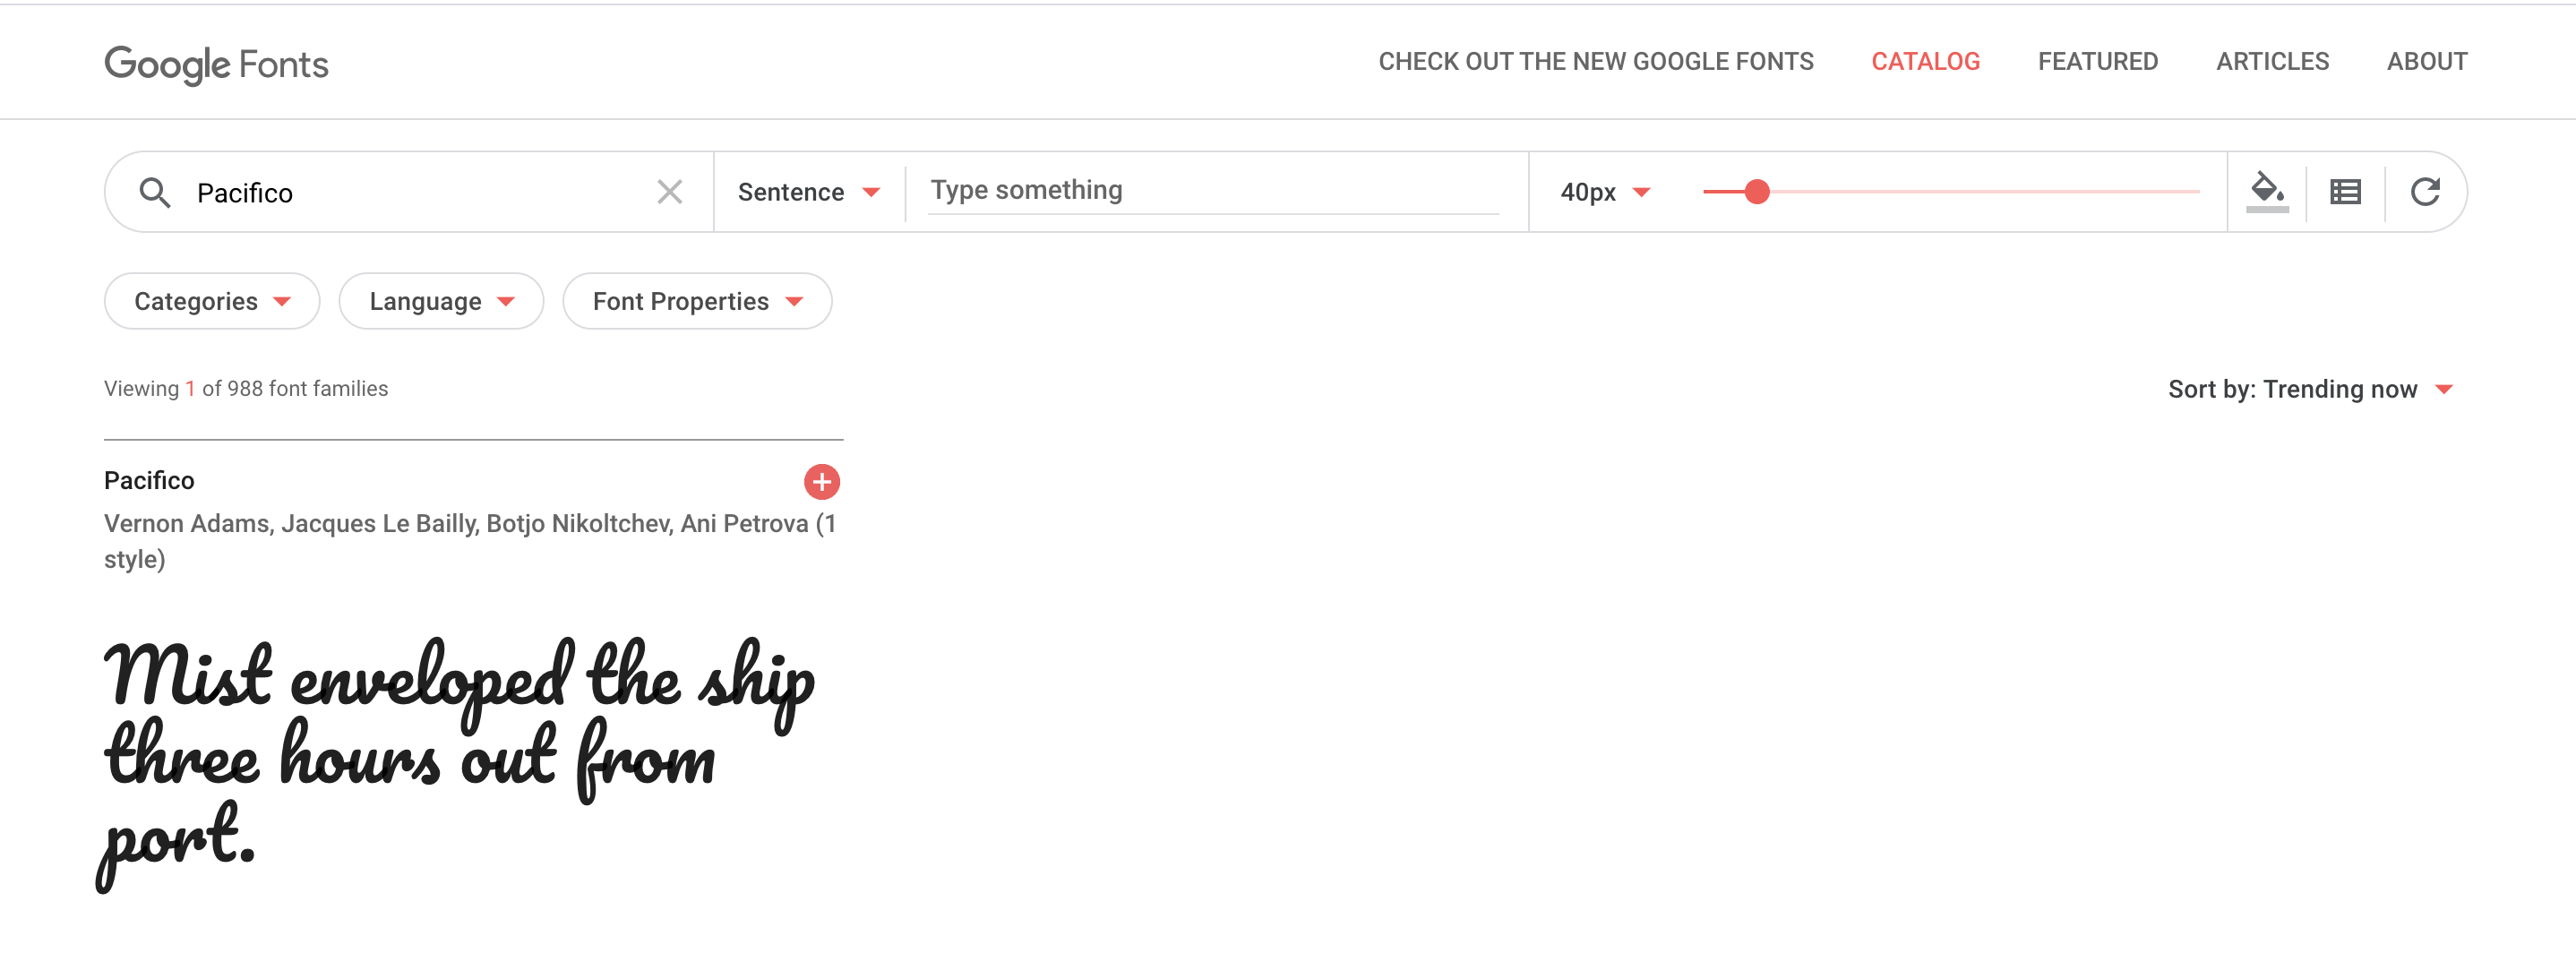 Google Fonts
CHECK OUT THE NEW GOOGLE FONTS CATALOG FEATURED ARTICLES ABOUT
Pacifico Sentence Type something 40px
Categories Language Font Properties
Viewing 1 of 988 font families Sort by: Trending now
Pacifico
Vernon Adams, Jacques Le Bailly, Botjo Nikoltchev, Ani Petrova (1
style)
Mist enveloped the ship
three hours out from
port.